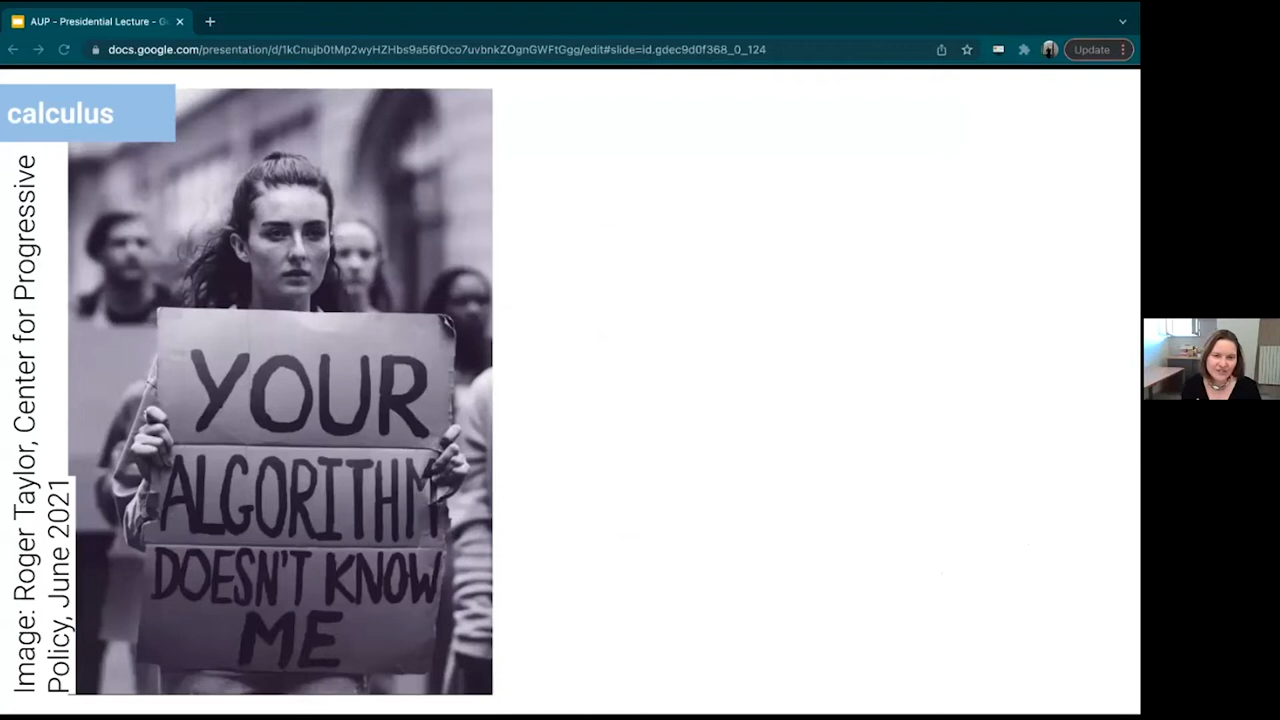 AUP - Presidential Lecture - G
docs.google.com/presentation/d/1kCnujb0tMp2wyHZHbs9a56fOco7uvbnkZOgnGWFtGgg/edit#slide=id.gdec9d0f368_0_124
Update
calculus
Image: Roger Taylor, Center for Progressive
Policy, June 2021
YOUR
ALGORITHM
DOESN'T KNOW
ME